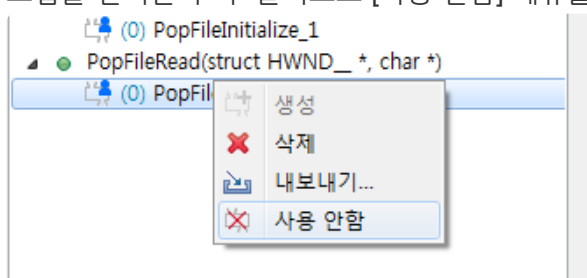 (0) PopFileInitialize_1
PopFileRead(struct HWND__ *, char *)
(0) PopFil
생성
삭제
내보내기...
사용 안함